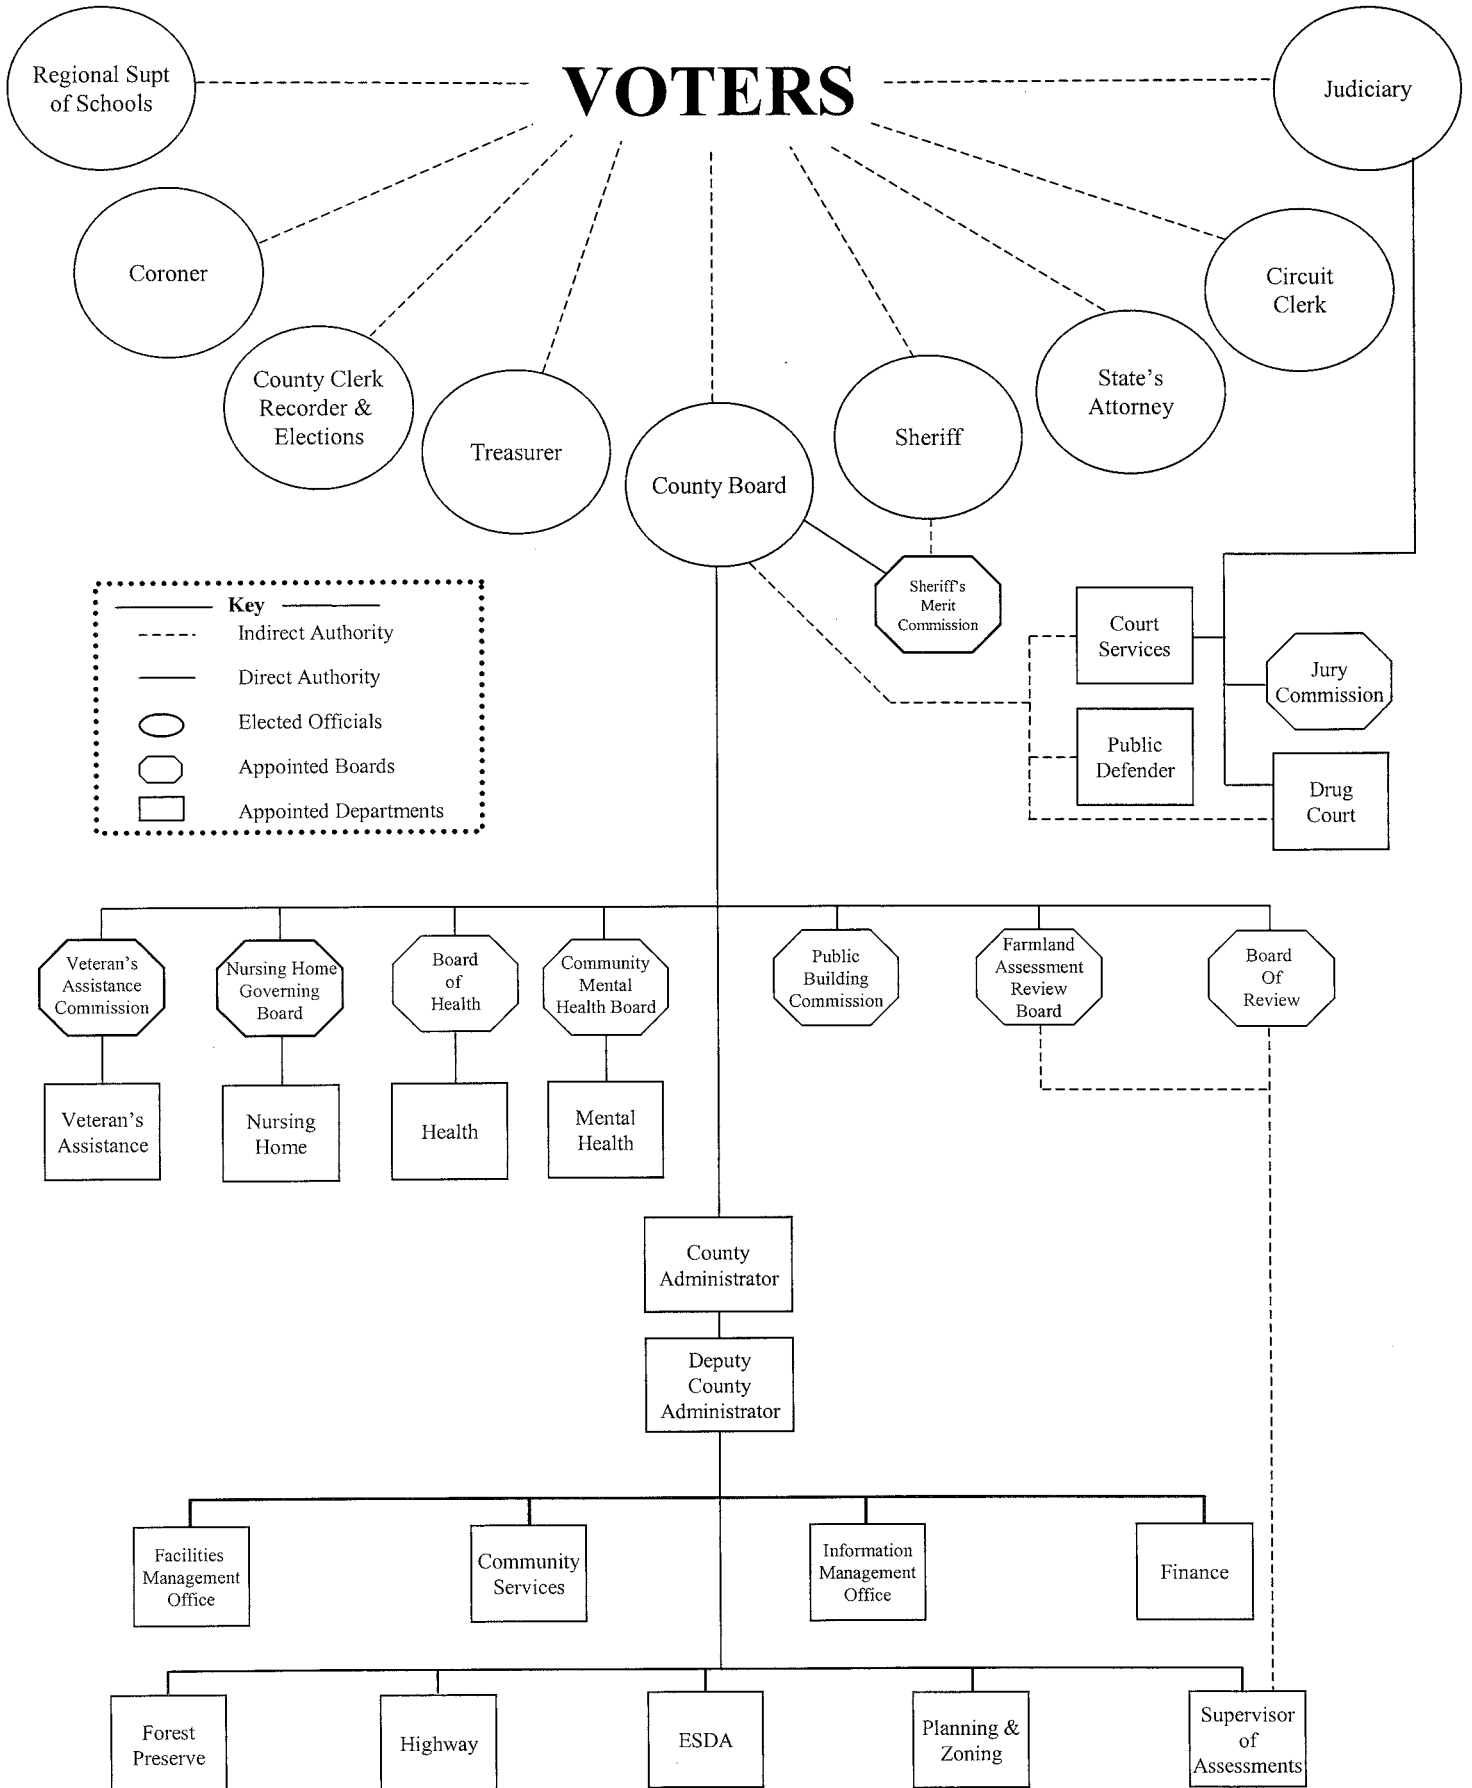 VOTERS
Regional Supt
of Schools
Judiciary
Coroner
Circuit
Clerk
County Clerk
Recorder &
Elections
State's
Attorney
Treasurer
Sheriff
County Board
Key
Indirect Authority
Direct Authority
Elected Officials
Appointed Boards
Appointed Departments
Sheriff's
Merit
Commission
Court
Services
Jury
Commission
Public
Defender
Drug
Court
Veteran's
Assistance
Commission
Nursing Home
Governing
Board
Board
of
Health
Community
Mental
Health Board
Public
Building
Commission
Farmland
Assessment
Review
Board
Board
Of
Review
Veteran's
Assistance
Nursing
Home
Health
Mental
Health
County
Administrator
Deputy
County
Administrator
Facilities
Management
Office
Community
Services
Information
Management
Office
Finance
Forest
Preserve
Highway
ESDA
Planning &
Zoning
Supervisor
of
Assessments